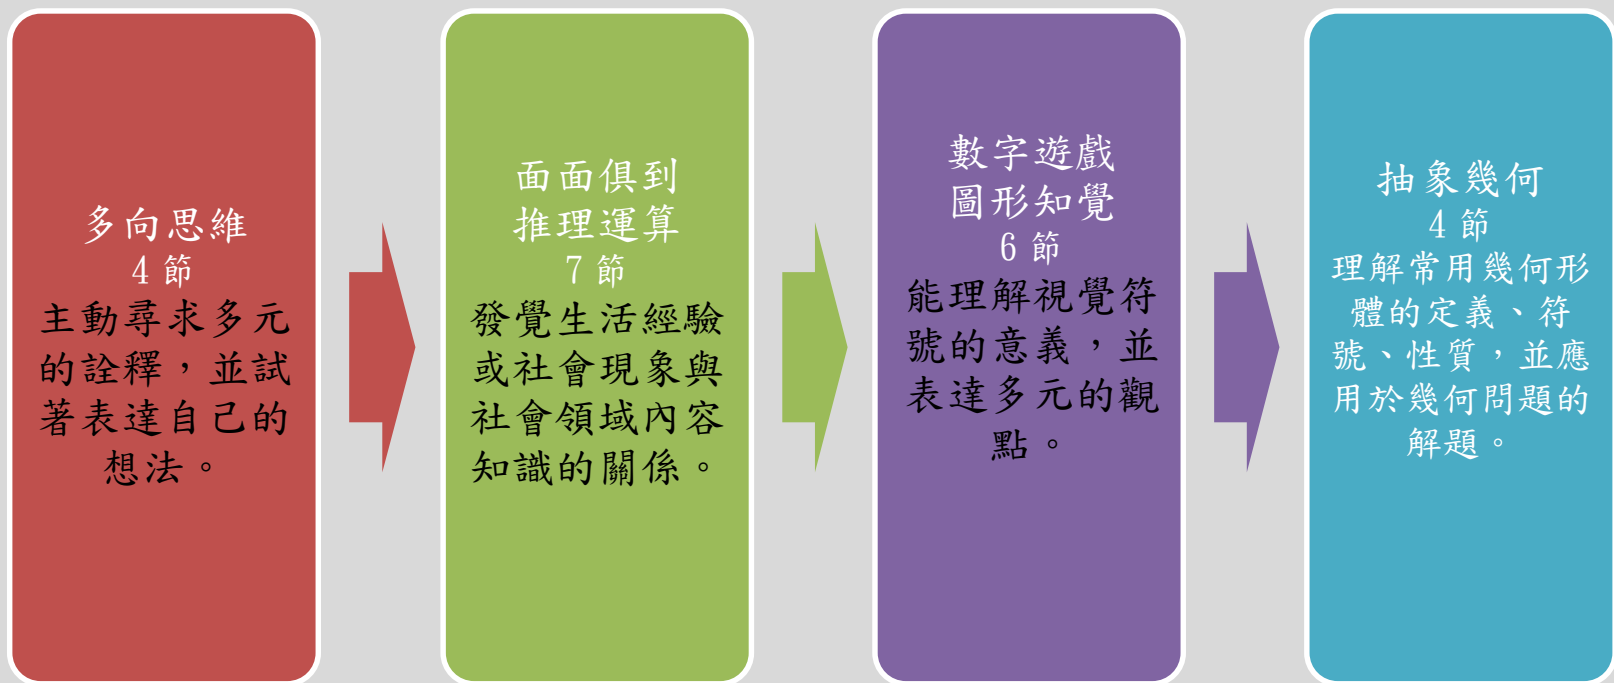 多向思維
4 節
主動尋求多元
的詮釋，並試
著表達自己的
想法。
面面俱到
推理運算
7 節
發覺生活經驗
或社會現象與
社會領域內容
知識的關係。
數字遊戲
圖形知覺
6 節
能理解視覺符
號的意義，並
表達多元的觀
點。
抽象幾何
4 節
理解常用幾何形
體的定義、符
號、性質，並應
用於幾何問題的
解題。